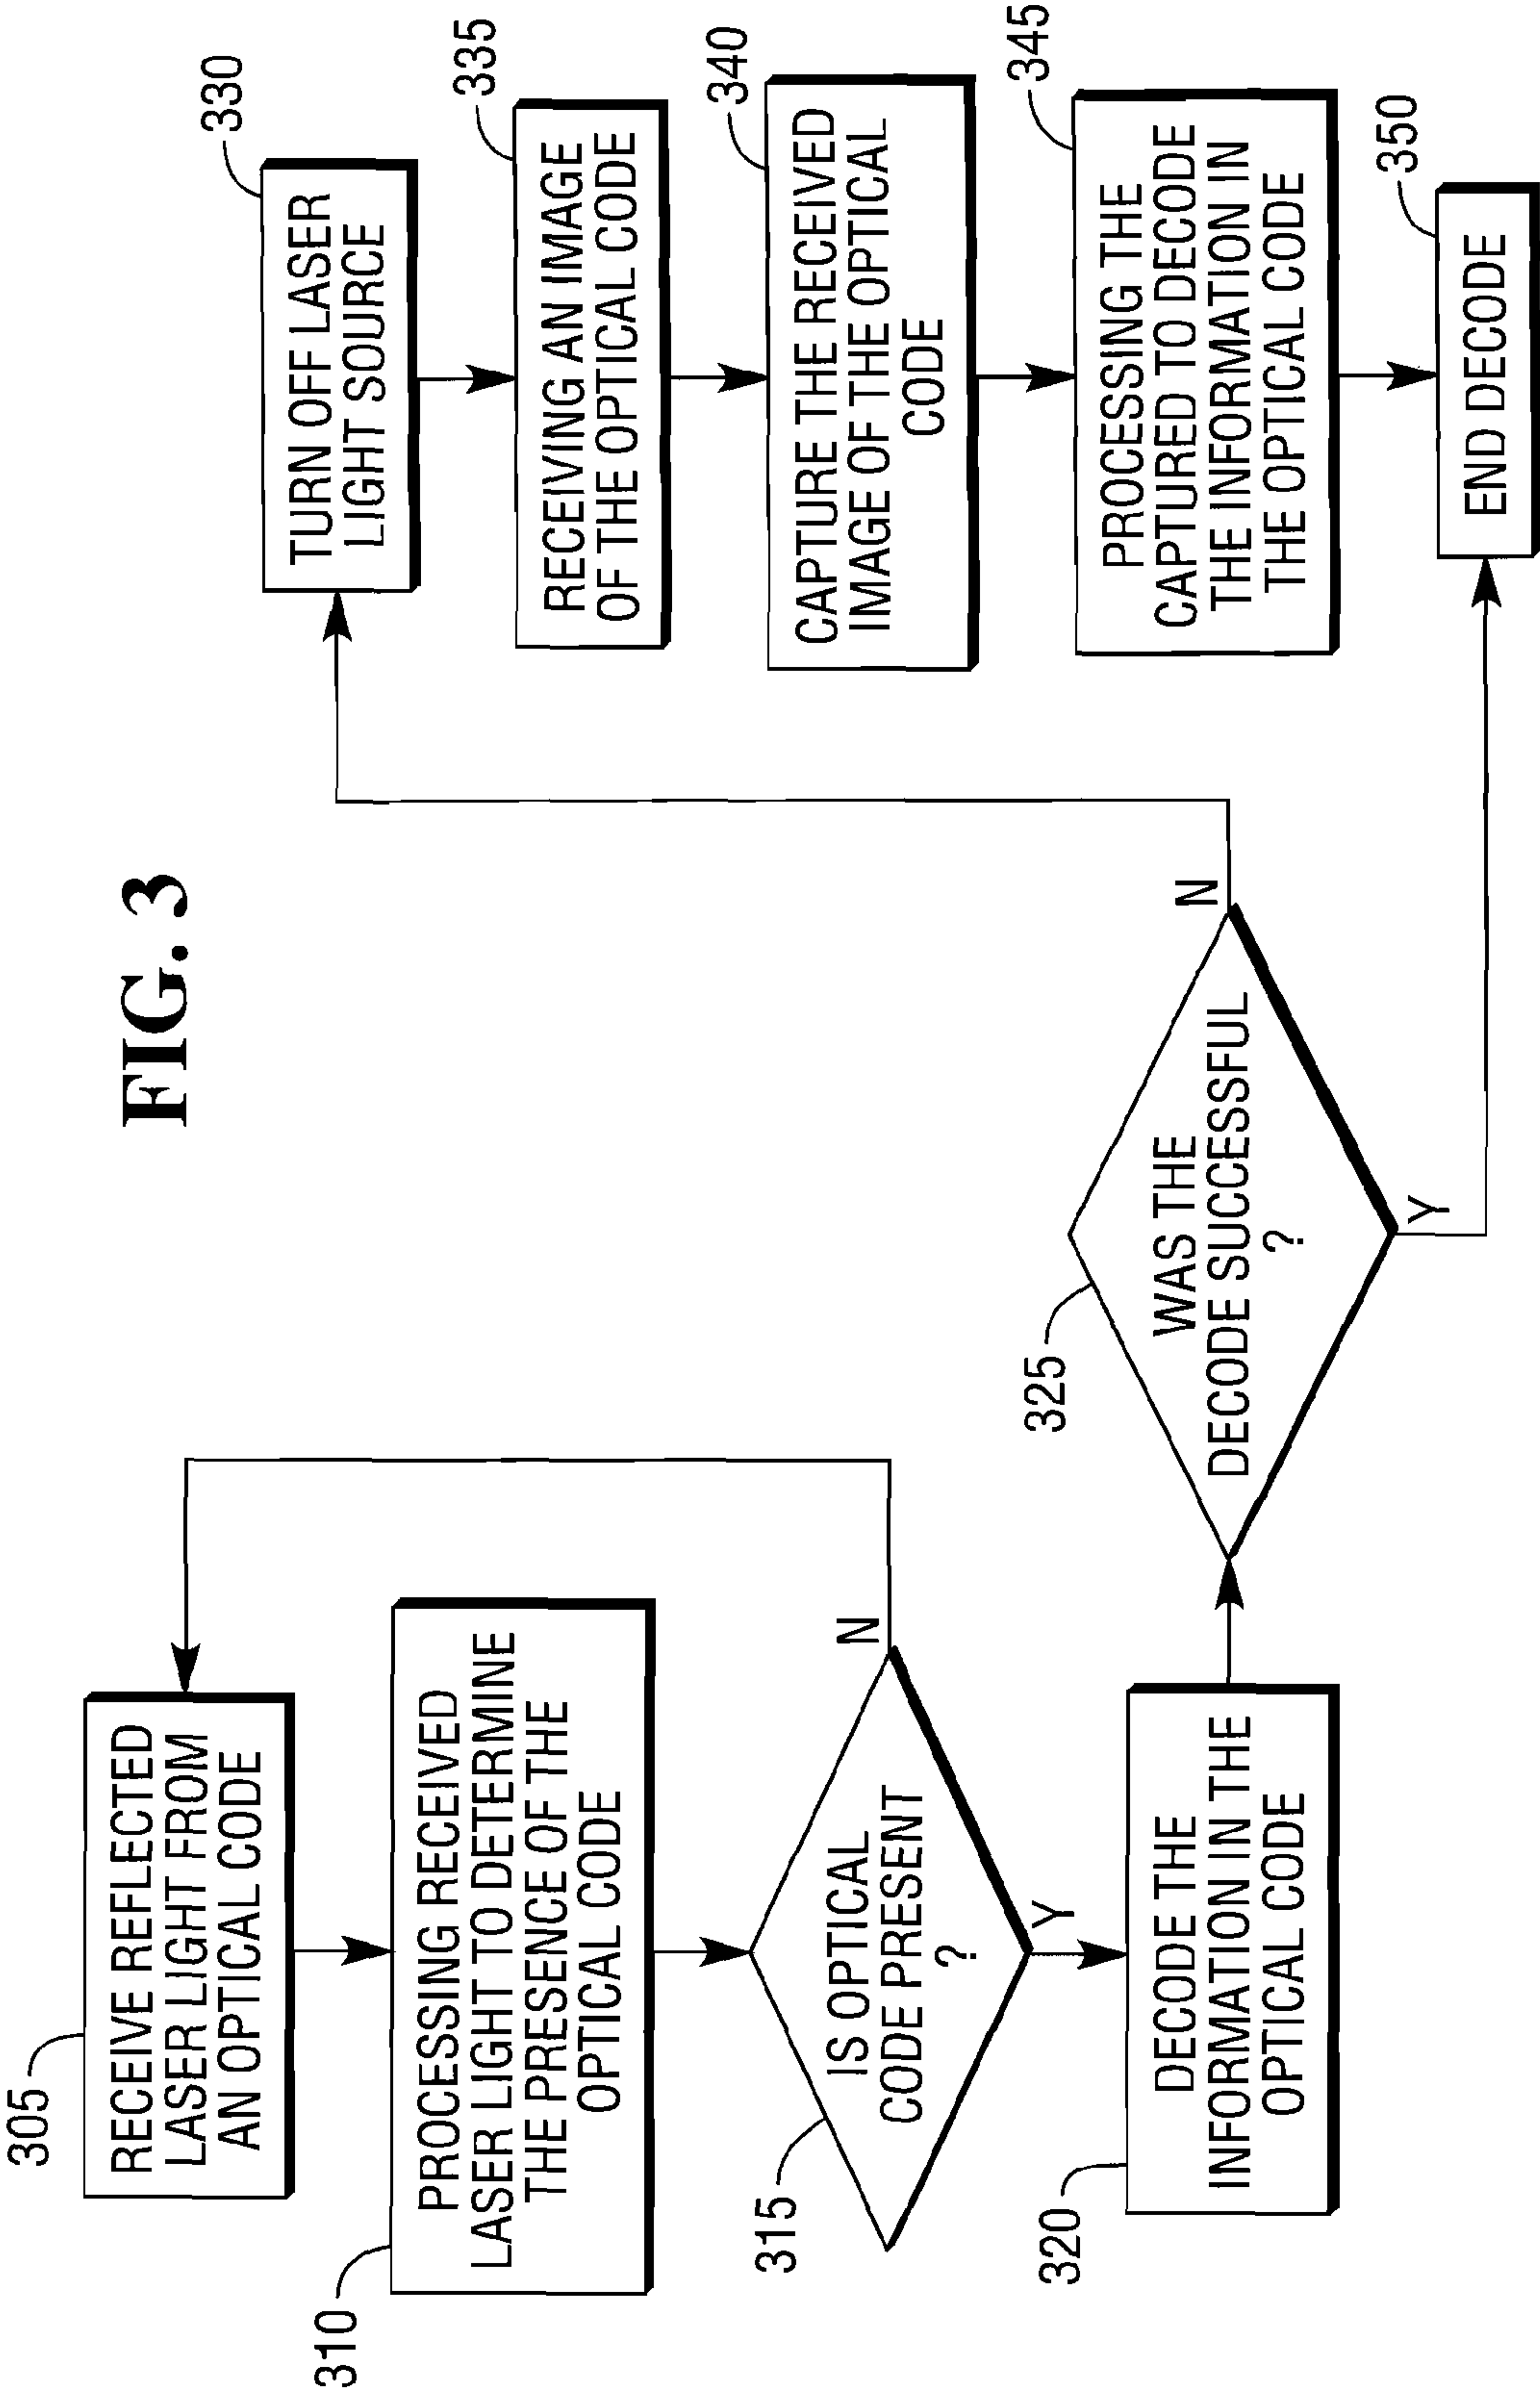 FIG. 3
305
RECEIVE REFLECTED
LASER LIGHT FROM
AN OPTICAL CODE
310
PROCESSING RECEIVED
LASER LIGHT TO DETERMINE
THE PRESENCE OF THE
OPTICAL CODE
315
IS OPTICAL
CODE PRESENT
?
N
Y
320
DECODE THE
INFORMATION IN THE
OPTICAL CODE
325
WAS THE
DECODE SUCCESSFUL
?
N
Y
330
TURN OFF LASER
LIGHT SOURCE
335
RECEIVING AN IMAGE
OF THE OPTICAL CODE
340
CAPTURE THE RECEIVED
IMAGE OF THE OPTICAL
CODE
345
PROCESSING THE
CAPTURED TO DECODE
THE INFORMATION IN
THE OPTICAL CODE
350
END DECODE